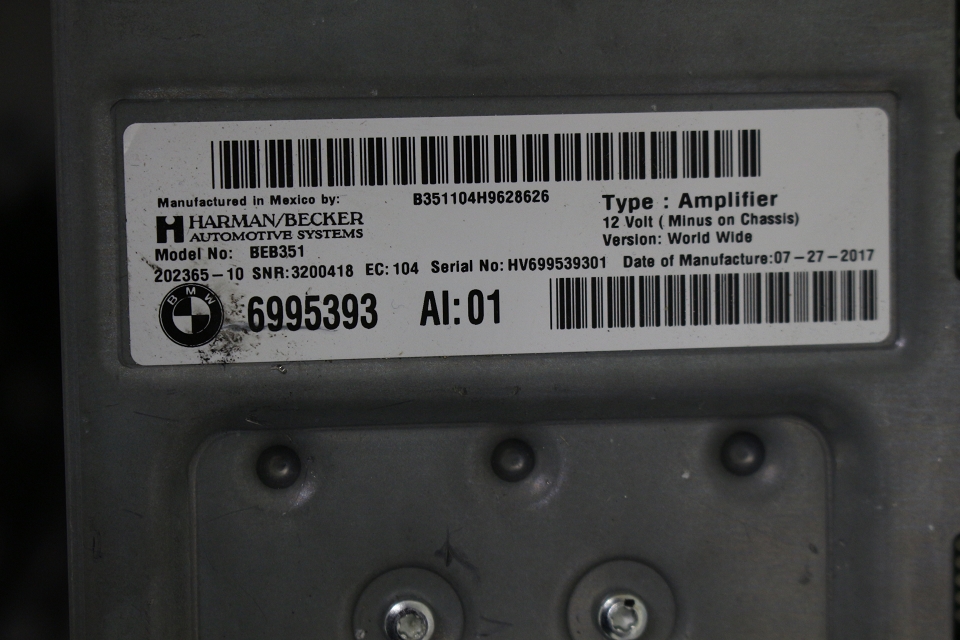 Manufactured in Mexico by:
B351104H9628626
HARMAN/BECKER
AUTOMOTIVE SYSTEMS
Type : Amplifier
12 Volt ( Minus on Chassis)
Version: World Wide
Model No: BEB351
202365-10 SNR:3200418 EC:104 Serial No:HV699539301 Date of Manufacture:07-27-2017
BMW
6995393 AI:01